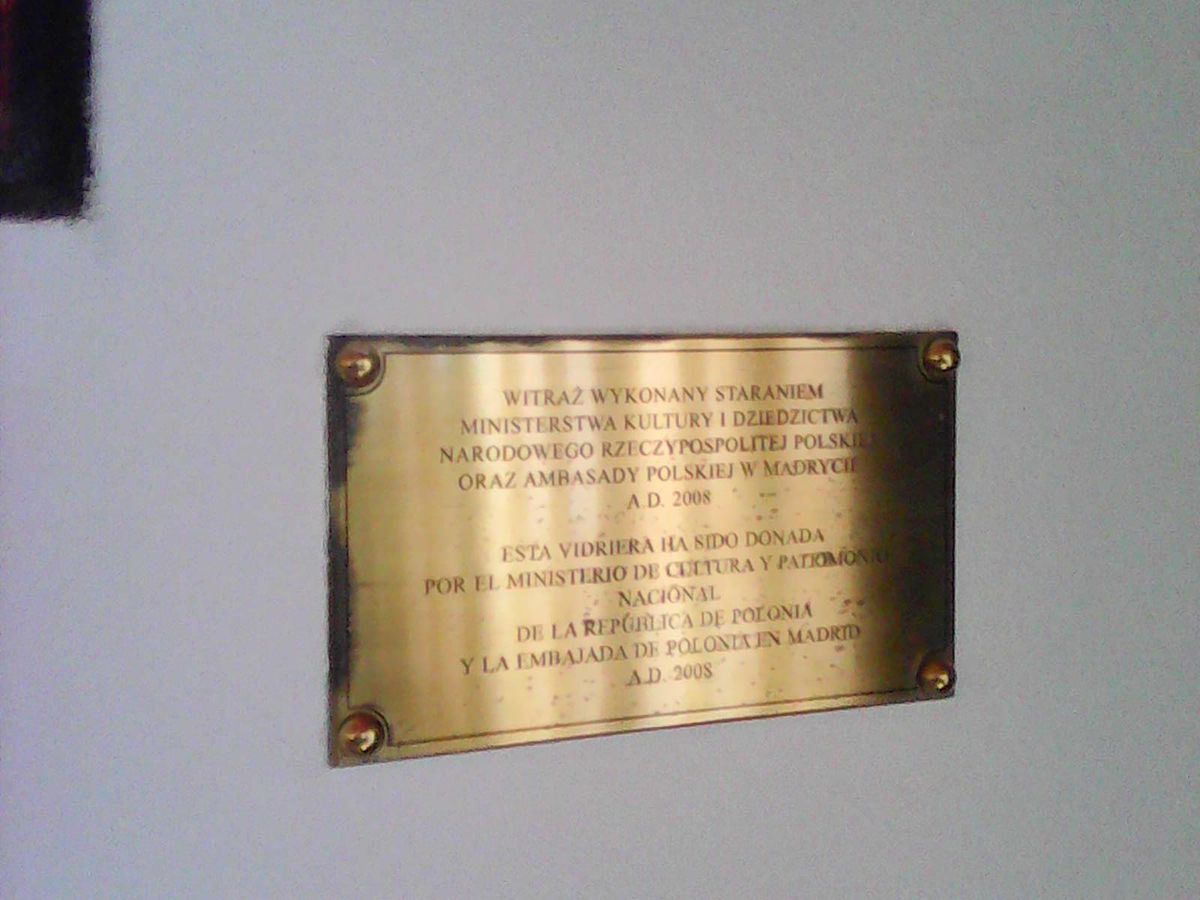 WITRAŻ WYKONANY STARANIEM
MINISTERSTWA KULTURY I DZIEDZICTWA
NARODOWEGO RZECZYPOSPOLITEJ POLSKIEJ
ORAZ AMBASADY POLSKIEJ W MADRYCIE
A.D. 2008
ESTA VIDRIERA HA SIDO DONADA
POR EL MINISTERIO DE CULTURA Y PATRIMONIO
NACIONAL
DE LA REPÚBLICA DE POLONIA
Y LA EMBAJADA DE POLONIA EN MADRID
A.D. 2008